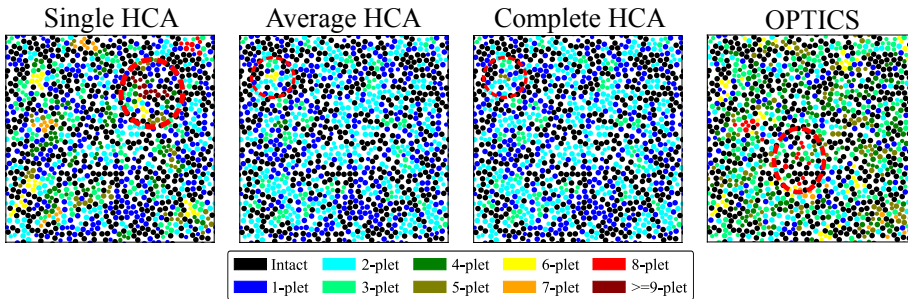 Single HCA Average HCA Complete HCA OPTICS
Intact 2-plet 4-plet 6-plet 8-plet
1-plet 3-plet 5-plet 7-plet >=9-plet